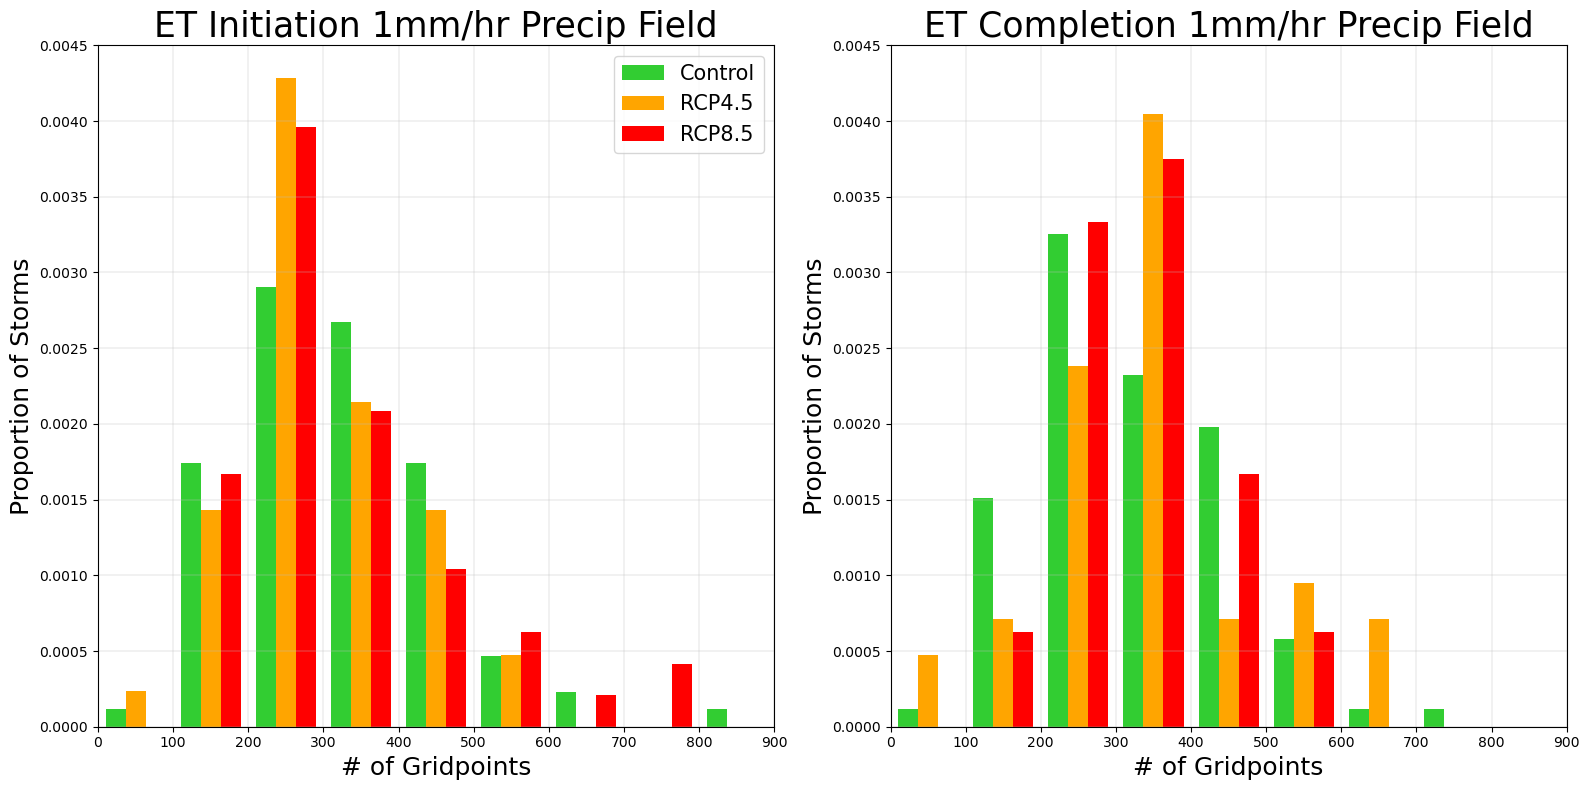 ET Initiation 1mm/hr Precip Field
Proportion of Storms
0.0045
0.0040
0.0035
0.0030
0.0025
0.0020
0.0015
0.0010
0.0005
0.0000
Control
RCP4.5
RCP8.5
0 100 200 300 400 500 600 700 800 900
# of Gridpoints
ET Completion 1mm/hr Precip Field
Proportion of Storms
0.0045
0.0040
0.0035
0.0030
0.0025
0.0020
0.0015
0.0010
0.0005
0.0000
0 100 200 300 400 500 600 700 800 900
# of Gridpoints